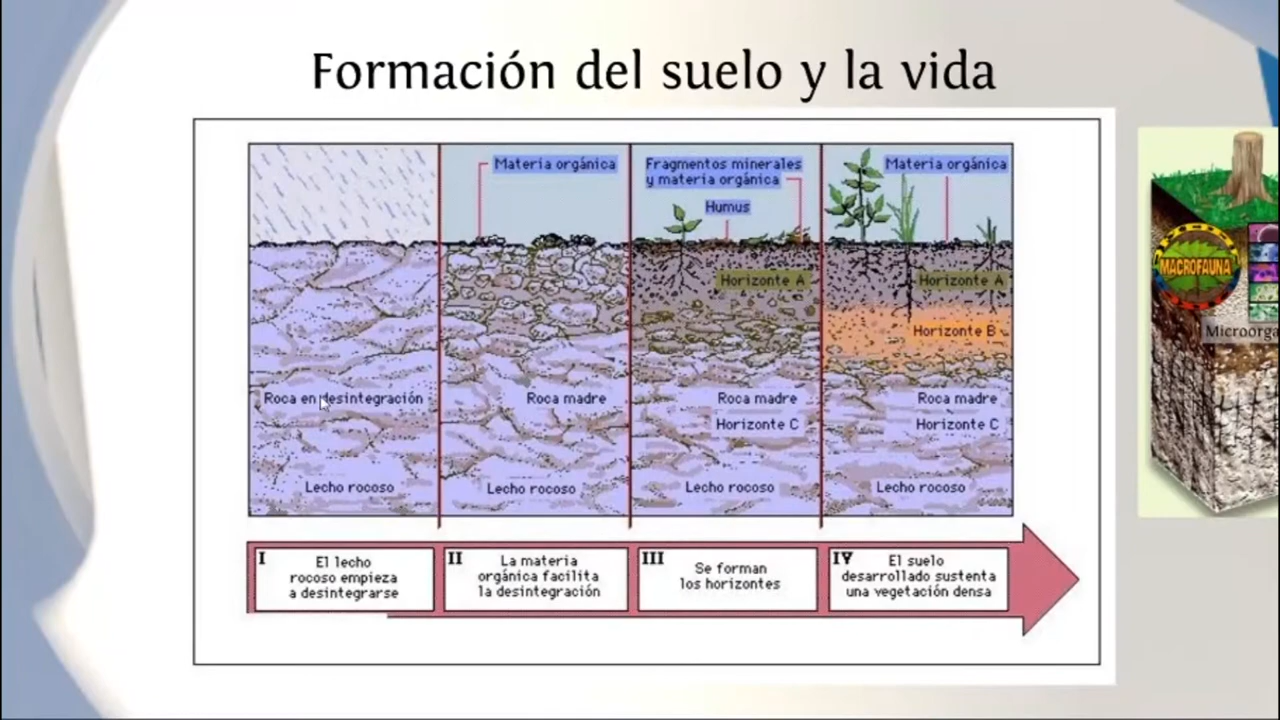 Formación del suelo y la vida
Materia orgánica
Fragmentos minerales
y materia orgánica
Humus
Materia orgánica
Horizonte A
Horizonte A
Horizonte B
Roca en desintegración
Roca madre
Roca madre
Horizonte C
Roca madre
Horizonte C
Lecho rocoso
Lecho rocoso
Lecho rocoso
Lecho rocoso
I
El lecho
rocoso empieza
a desintegrarse
II
La materia
orgánica facilita
la desintegración
III
Se forman
los horizontes
IV
El suelo
desarrollado sustenta
una vegetación densa
MACROFAUNA
Microorga